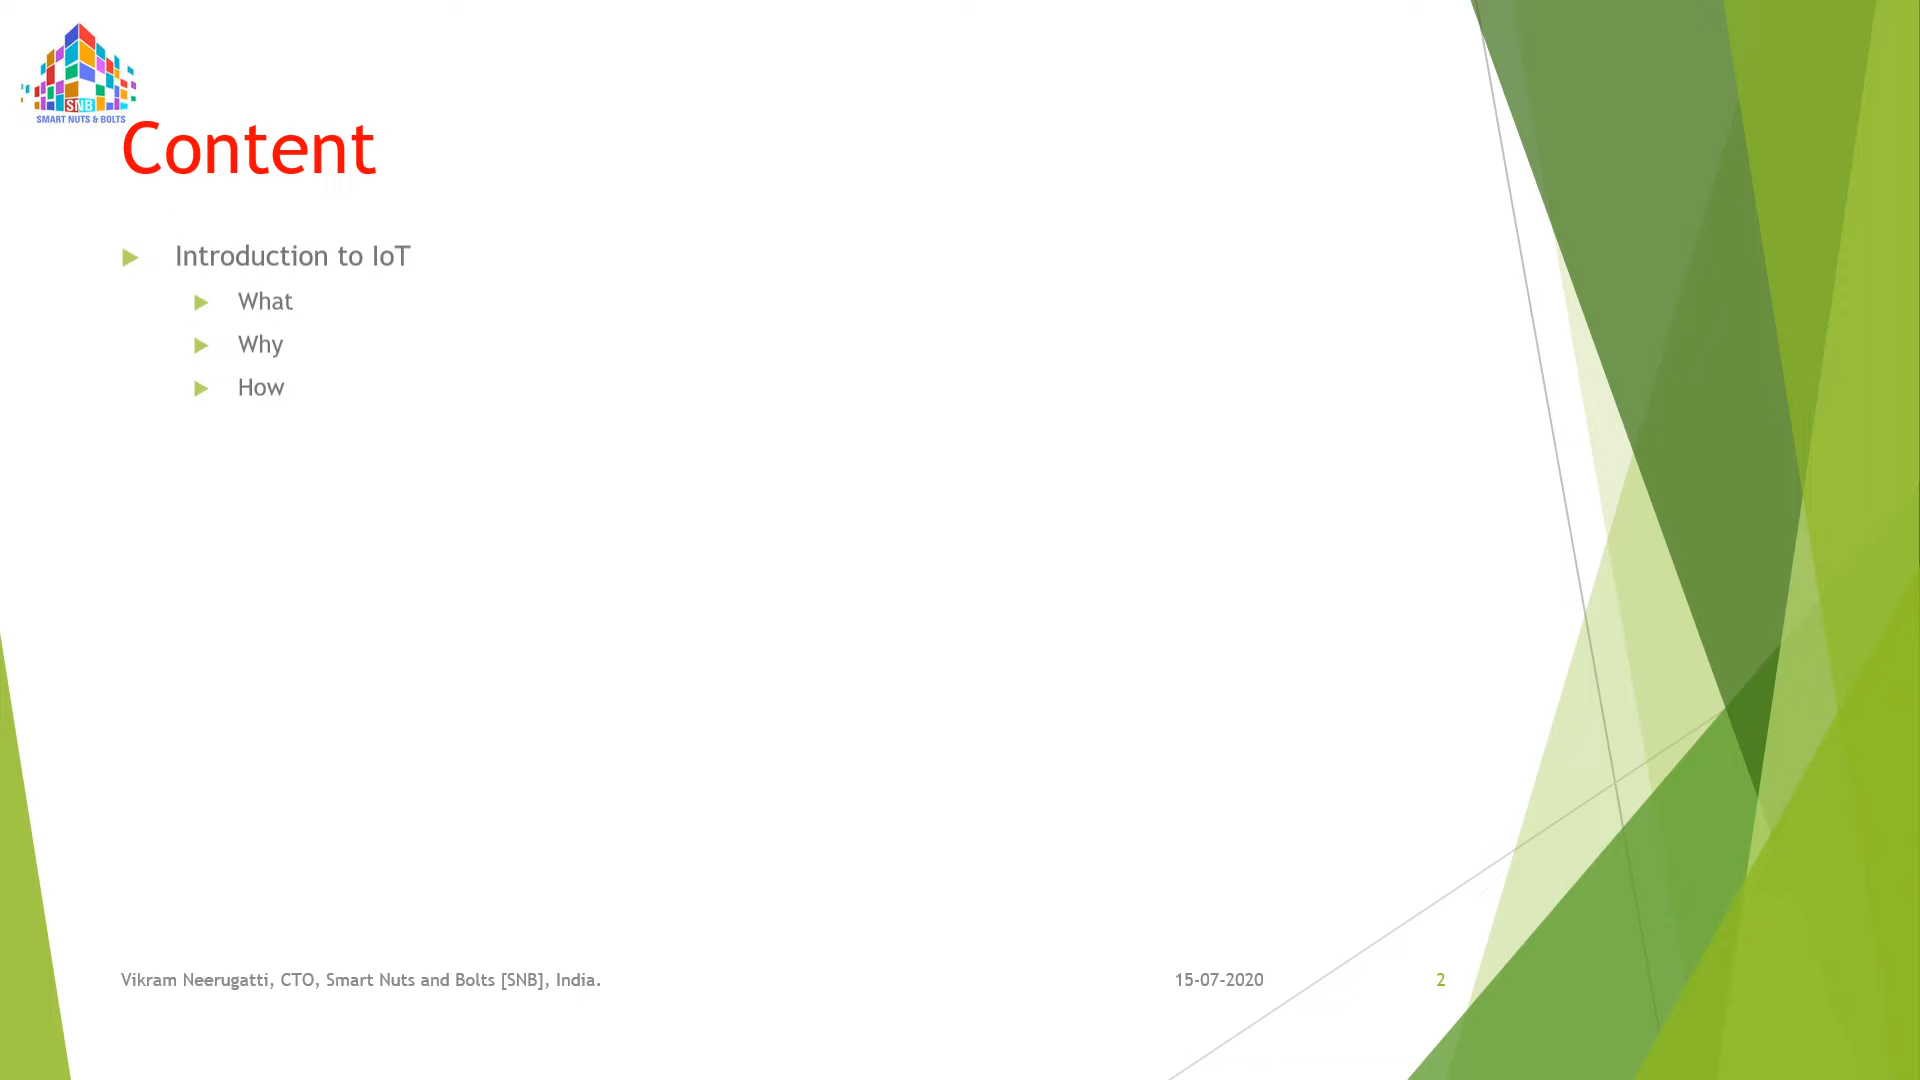 SNB
SMART NUTS & BOLTS
Content
Introduction to IoT
What
Why
How
Vikram Neerugatti, CTO, Smart Nuts and Bolts [SNB], India.
15-07-2020
2